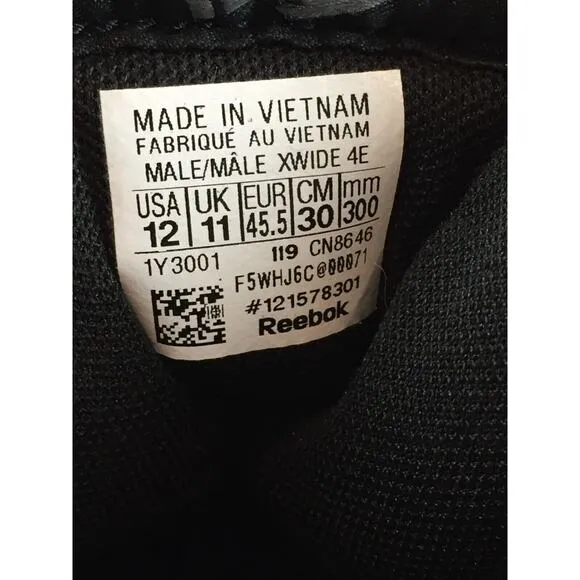 MADE IN VIETNAM
FABRIQUÉ AU VIETNAM
MALE/MÂLE XWIDE 4E
USA UK EUR CM mm
12 11 45.5 30 300
1Y3001 119 CN8646
F5WHJ6C@00071
#121578301
Reebok